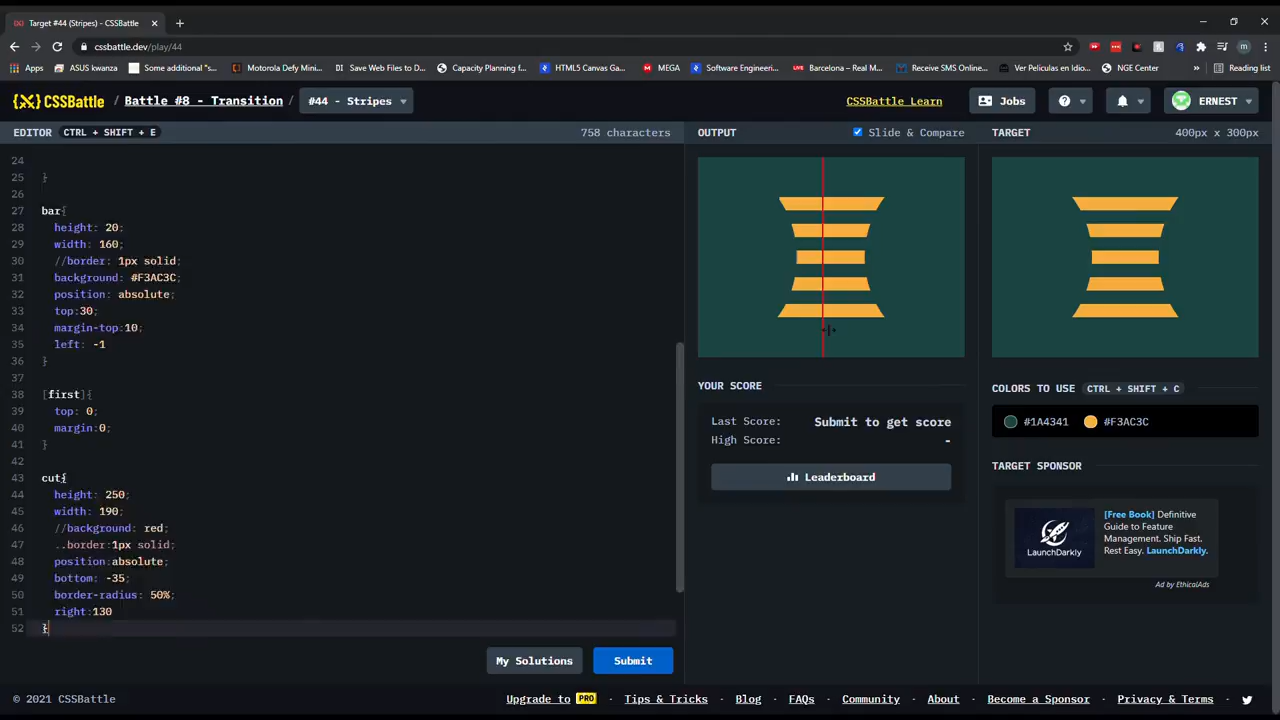 Target #44 (Stripes) - CSSBattle
cssbattle.dev/play/44
m
Apps ASUS kwanza Some additional "s... Motorola Defy Mini... Save Web Files to D... Capacity Planning f... HTML5 Canvas Ga... MEGA Software Engineeri... LIVE Barcelona – Real M... Receive SMS Online... Ver Películas en Idio... NGE Center » Reading list
CSSBattle / Battle #8 - Transition / #44 - Stripes CSSBattle Learn Jobs ERNEST
EDITOR CTRL + SHIFT + E 758 characters OUTPUT Slide & Compare TARGET 400px x 300px
24
25 }
26
27 bar{
28 height: 20;
29 width: 160;
30 //border: 1px solid;
31 background: #F3AC3C;
32 position: absolute;
33 top:30;
34 margin-top:10;
35 left: -1
36 }
37
38 [first]{
39 top: 0;
40 margin:0;
41 }
42
43 cut{
44 height: 250;
45 width: 190;
46 //background: red;
47 ..border:1px solid;
48 position:absolute;
49 bottom: -35;
50 border-radius: 50%;
51 right:130
52 }
My Solutions Submit
YOUR SCORE
Last Score: Submit to get score
High Score: -
Leaderboard
COLORS TO USE CTRL + SHIFT + C
#1A4341 #F3AC3C
TARGET SPONSOR
LaunchDarkly
[Free Book] Definitive
Guide to Feature
Management. Ship Fast.
Rest Easy. LaunchDarkly.
Ad by EthicalAds
© 2021 CSSBattle Upgrade to PRO • Tips & Tricks • Blog • FAQs • Community • About • Become a Sponsor • Privacy & Terms •